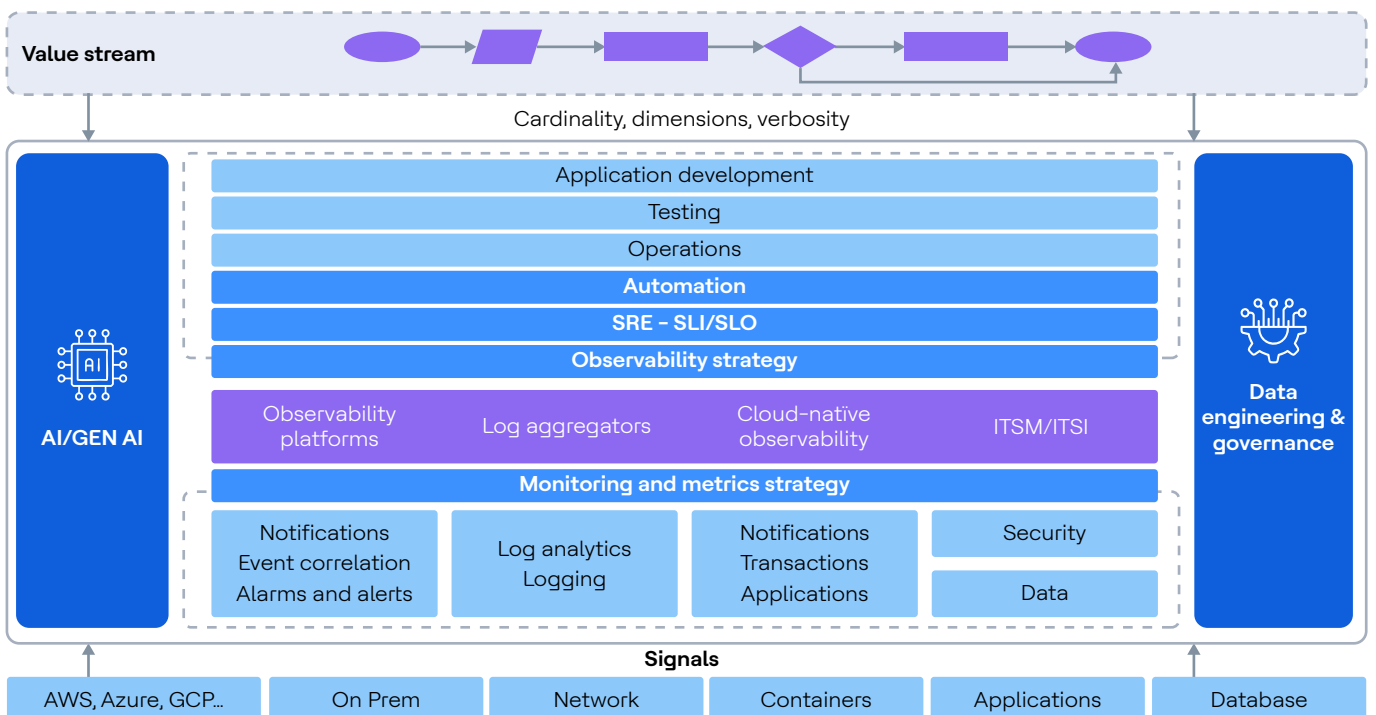 Value stream
Cardinality, dimensions, verbosity
Application development
Testing
Operations
Automation
SRE – SLI/SLO
Observability strategy
AI
AI/GEN AI
Observability
platforms
Log aggregators
Cloud-natïve
observability
ITSM/ITSI
Data
engineering &
governance
Monitoring and metrics strategy
Notifications
Event correlation
Alarms and alerts
Log analytics
Logging
Notifications
Transactions
Applications
Security
Data
Signals
AWS, Azure, GCP...
On Prem
Network
Containers
Applications
Database